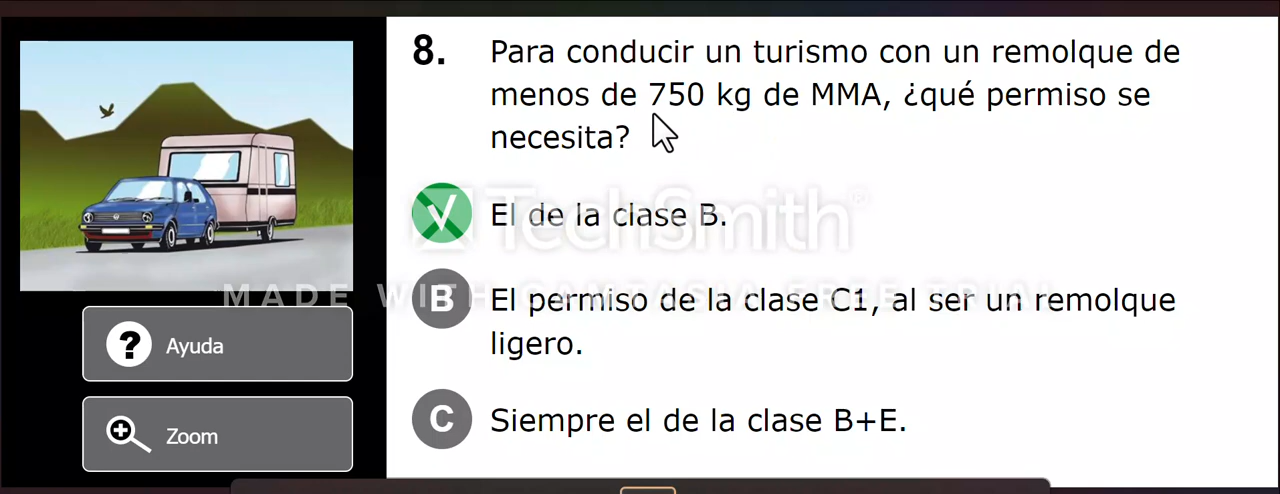 8. Para conducir un turismo con un remolque de
menos de 750 kg de MMA, ¿qué permiso se
necesita?
El de la clase B.
TechSmith®
MADE WITH CAMTASIA FREE TRIAL
B El permiso de la clase C1, al ser un remolque
ligero.
? Ayuda
C Siempre el de la clase B+E.
Zoom